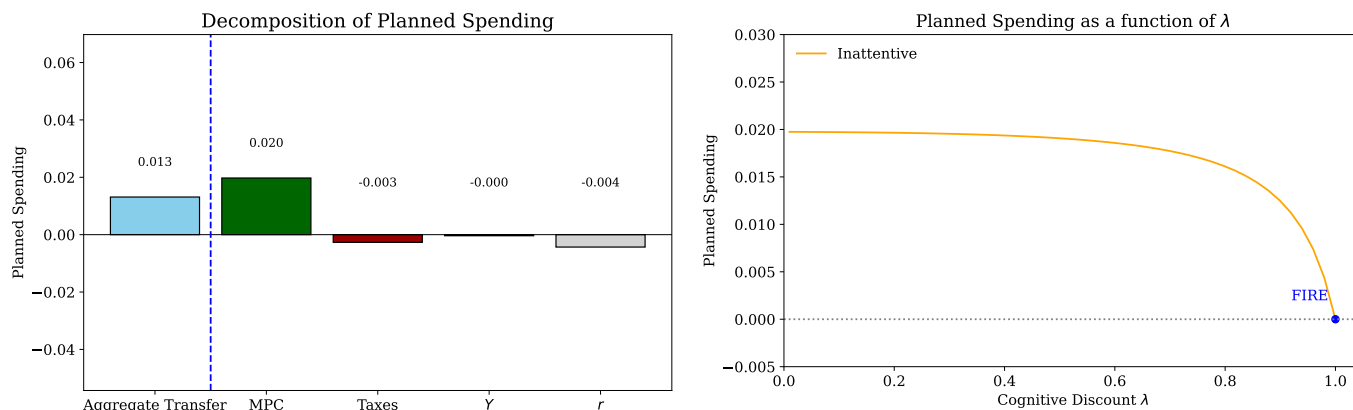 Decomposition of Planned Spending
Planned Spending
0.06
0.04
0.02
0.00
−0.02
−0.04
0.013
0.020
-0.003
-0.000
-0.004
Aggregate Transfer
MPC
Taxes
Y
r
Planned Spending as a function of λ
Planned Spending
0.030
0.025
0.020
0.015
0.010
0.005
0.000
−0.005
Inattentive
FIRE
0.0
0.2
0.4
0.6
0.8
1.0
Cognitive Discount λ